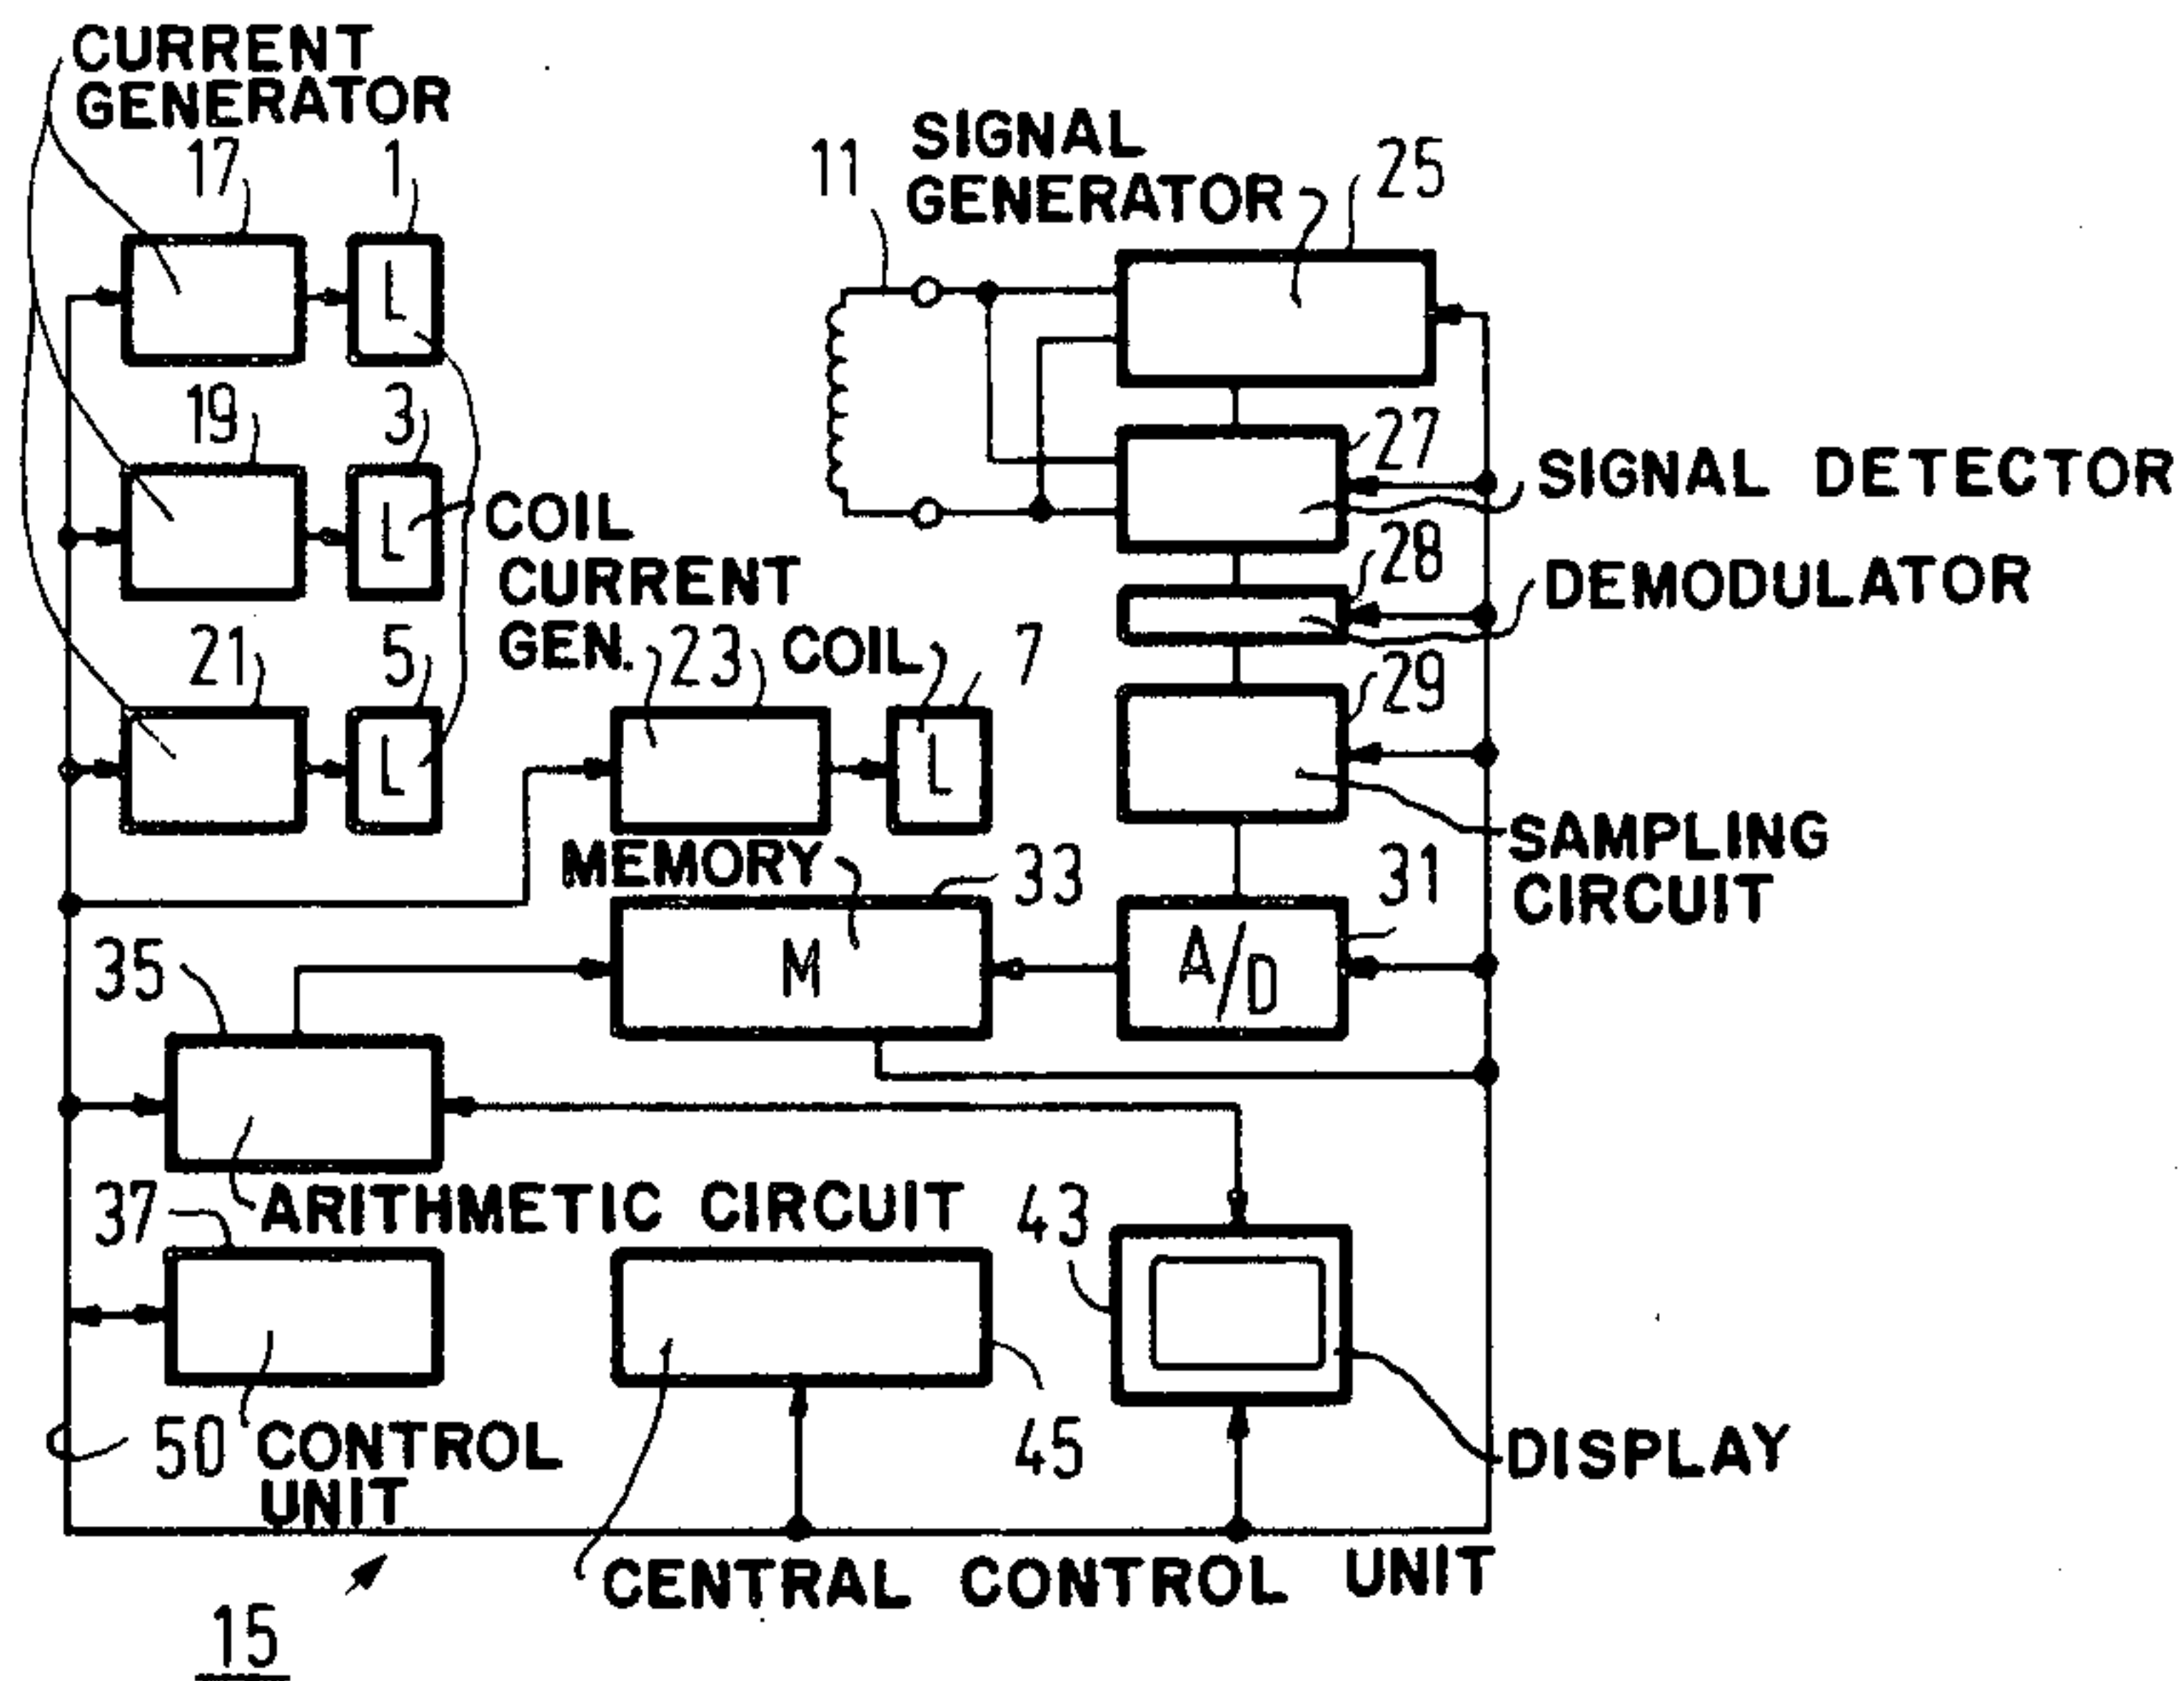 CURRENT
GENERATOR
17
1
L
11
SIGNAL
GENERATOR
25
19
3
L
COIL
27
SIGNAL DETECTOR
28
DEMODULATOR
CURRENT
GEN.
21
5
L
23
COIL
7
L
29
SAMPLING
CIRCUIT
MEMORY
33
M
31
A/D
35
ARITHMETIC CIRCUIT
37
43
50
CONTROL
UNIT
45
DISPLAY
CENTRAL CONTROL UNIT
15